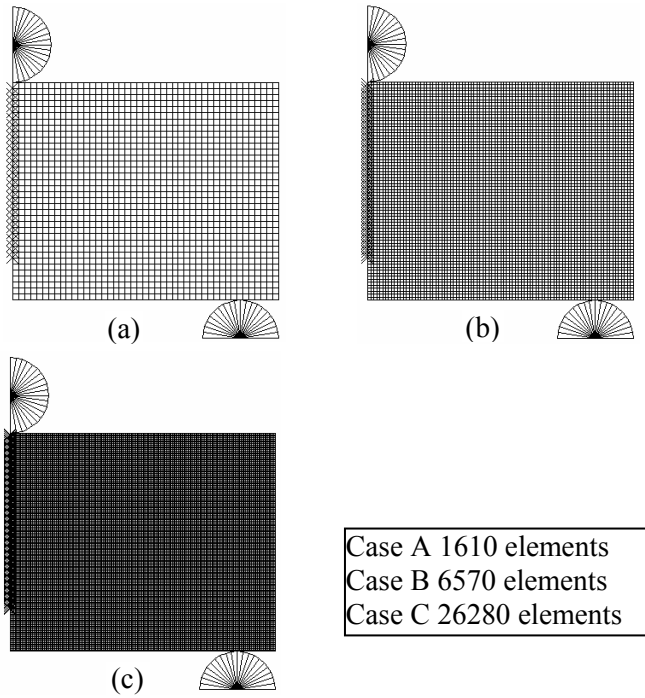 (a)
(b)
(c)
Case A 1610 elements
Case B 6570 elements
Case C 26280 elements